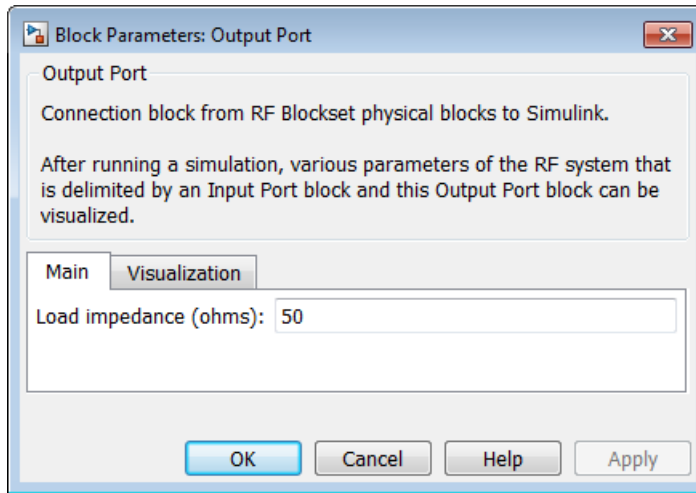 Block Parameters: Output Port
Output Port
Connection block from RF Blockset physical blocks to Simulink.
After running a simulation, various parameters of the RF system that
is delimited by an Input Port block and this Output Port block can be
visualized.
Main Visualization
Load impedance (ohms): 50
OK Cancel Help Apply